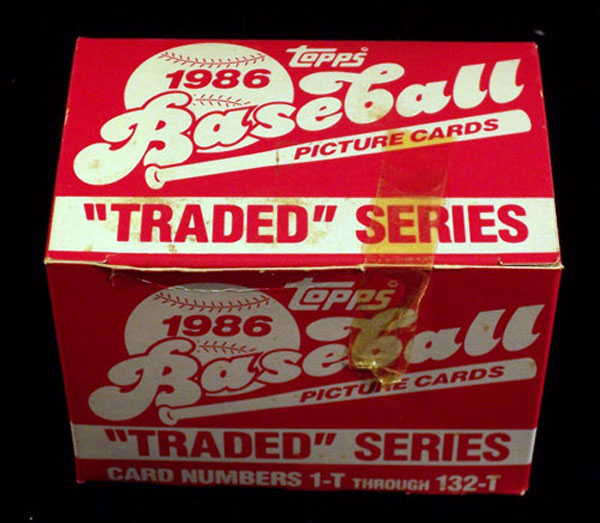 Topps®
1986
Baseball
PICTURE CARDS
"TRADED" SERIES
Topps®
1986
Baseball
PICTURE CARDS
"TRADED" SERIES
CARD NUMBERS 1-T THROUGH 132-T